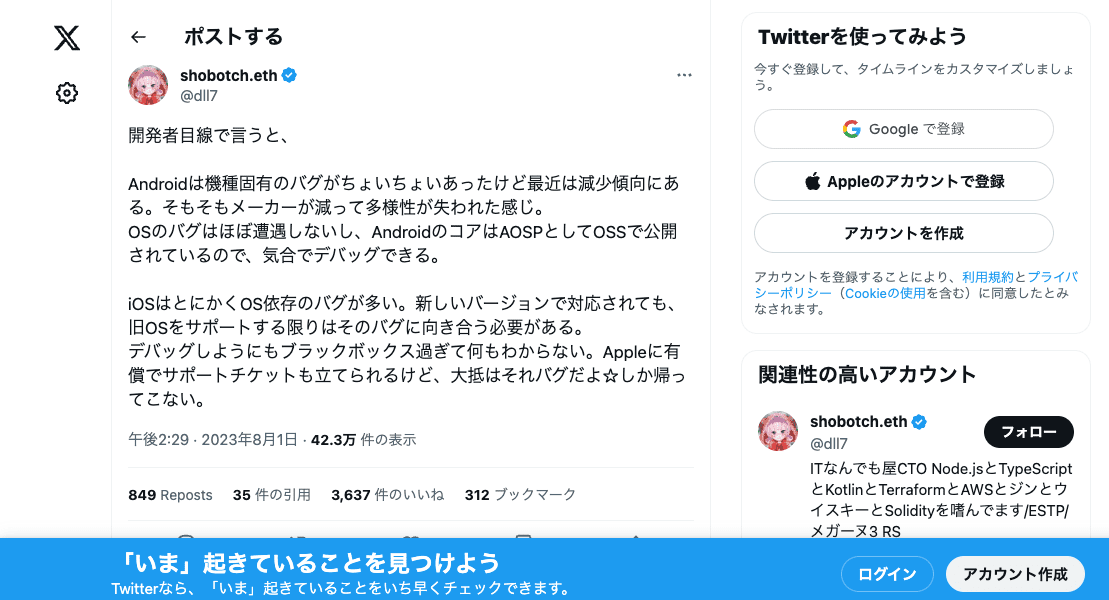 ポストする
shobotch.eth
@dll7
開発者目線で言うと、
Androidは機種固有のバグがちょいちょいあったけど最近は減少傾向にあ
る。そもそもメーカーが減って多様性が失われた感じ。
OSのバグはほぼ遭遇しないし、AndroidのコアはAOSPとしてOSSで公開
されているので、気合でデバッグできる。
iOSはとにかくOS依存のバグが多い。新しいバージョンで対応されても、
旧OSをサポートする限りはそのバグに向き合う必要がある。
デバッグしようにもブラックボックス過ぎて何もわからない。Appleに有
償でサポートチケットも立てられるけど、大抵はそれバグだよ☆しか帰っ
てこない。
午後2:29 · 2023年8月1日 · 42.3万 件の表示
849 Reposts 35 件の引用 3,637 件のいいね 312 ブックマーク
Twitterを使ってみよう
今すぐ登録して、タイムラインをカスタマイズしましょ
う。
Google で登録
Appleのアカウントで登録
アカウントを作成
アカウントを登録することにより、利用規約とプライバ
シーポリシー（Cookieの使用を含む）に同意したとみ
なされます。
関連性の高いアカウント
shobotch.eth
@dll7
フォロー
ITなんでも屋CTO Node.jsとTypeScript
とKotlinとTerraformとAWSとジンとウ
イスキーとSolidityを嗜んでます/ESTP/
メガーヌ3 RS
「いま」起きていることを見つけよう
Twitterなら、「いま」起きていることをいち早くチェックできます。
ログイン
アカウント作成